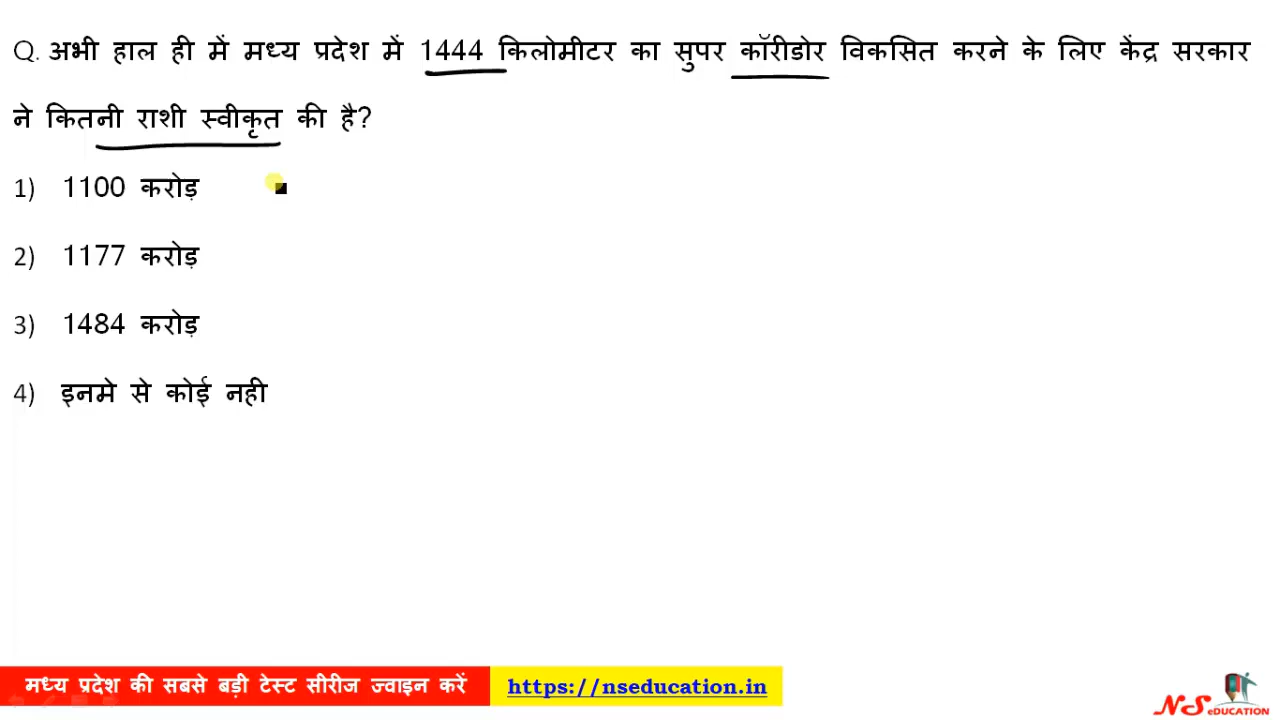 Q. अभी हाल ही में मध्य प्रदेश में 1444 किलोमीटर का सुपर कॉरीडोर विकसित करने के लिए केंद्र सरकार
ने कितनी राशी स्वीकृत की है?
1) 1100 करोड़
2) 1177 करोड़
3) 1484 करोड़
4) इनमे से कोई नही
मध्य प्रदेश की सबसे बड़ी टेस्ट सीरीज ज्वाइन करें https://nseducation.in
NS eDUCATION